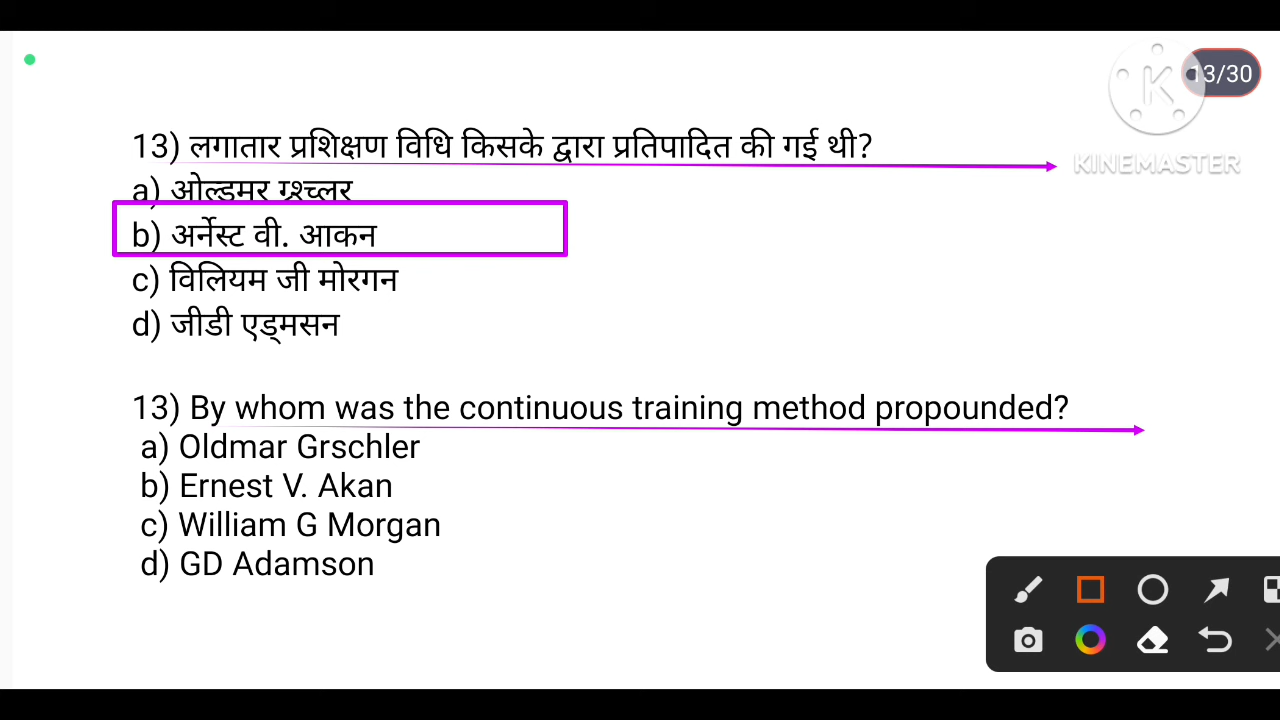 13/30
KINEMASTER
13) लगातार प्रशिक्षण विधि किसके द्वारा प्रतिपादित की गई थी?
a) ओल्डमर ग्र्श्च्लर
b) अर्नेस्ट वी. आकन
c) विलियम जी मोरगन
d) जीडी एड्मसन
13) By whom was the continuous training method propounded?
a) Oldmar Grschler
b) Ernest V. Akan
c) William G Morgan
d) GD Adamson